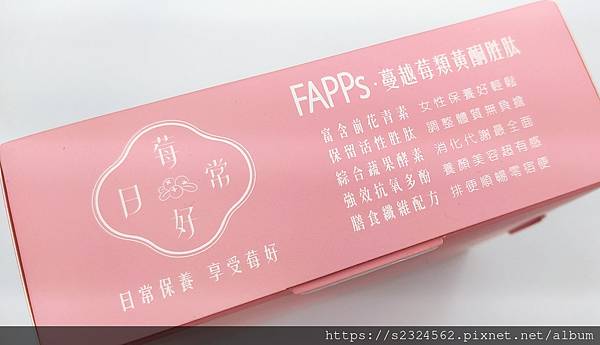 FAPPs·蔓越莓類黃酮胜肽
富含前花青素 女性保養好輕鬆
保留活性胜肽 調整體質無負擔
綜合蔬果酵素 消化代謝最全面
強效抗氧多酚 養顏美容超有感
膳食纖維配方 排便順暢零容便
莓
日 常
好
日常保養 享受莓好
https://s2324562.pixnet.net/album